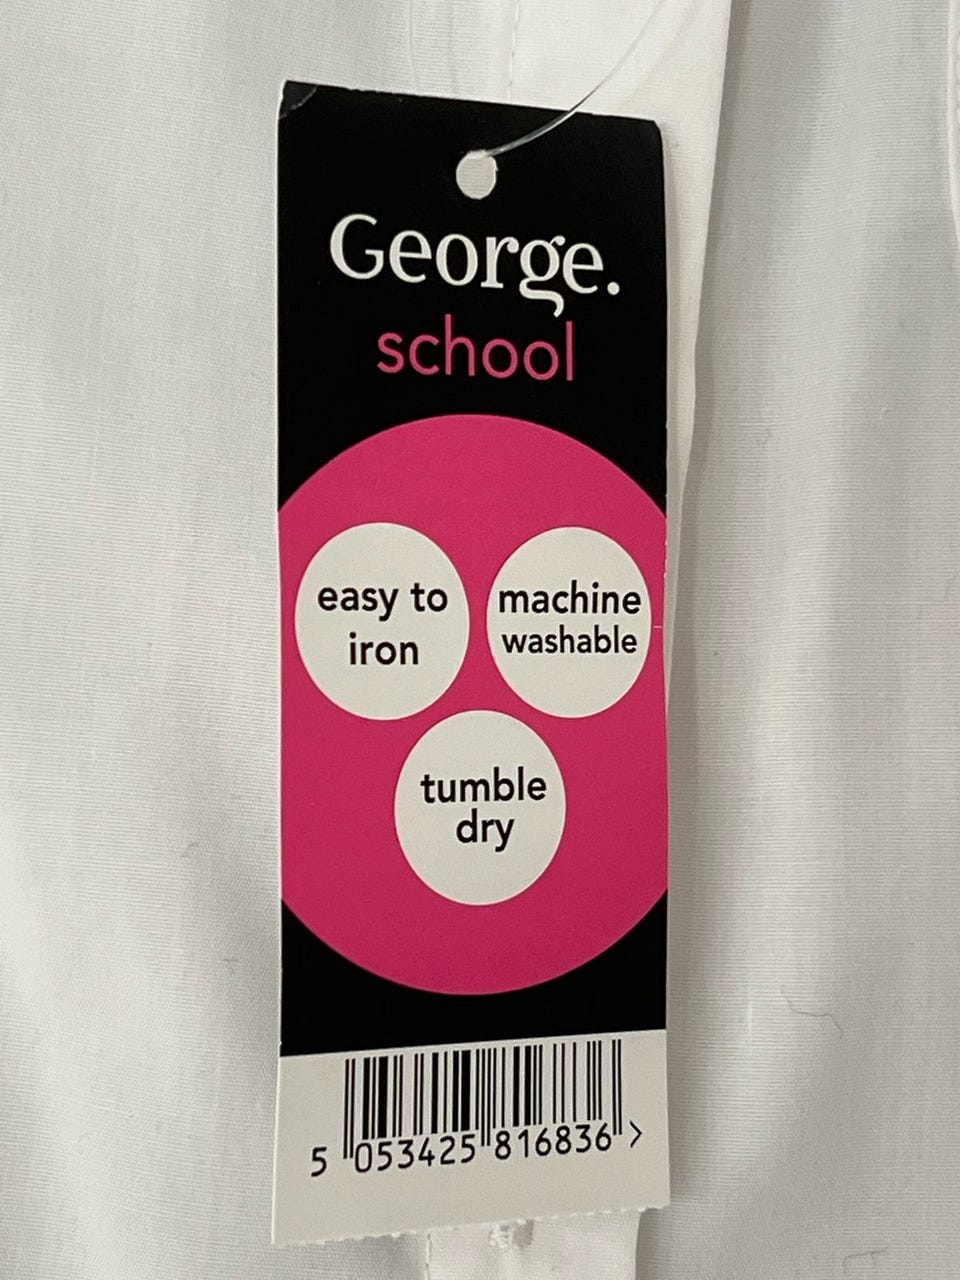 George.
school
easy to
iron
machine
washable
tumble
dry
5 053425 816836 >